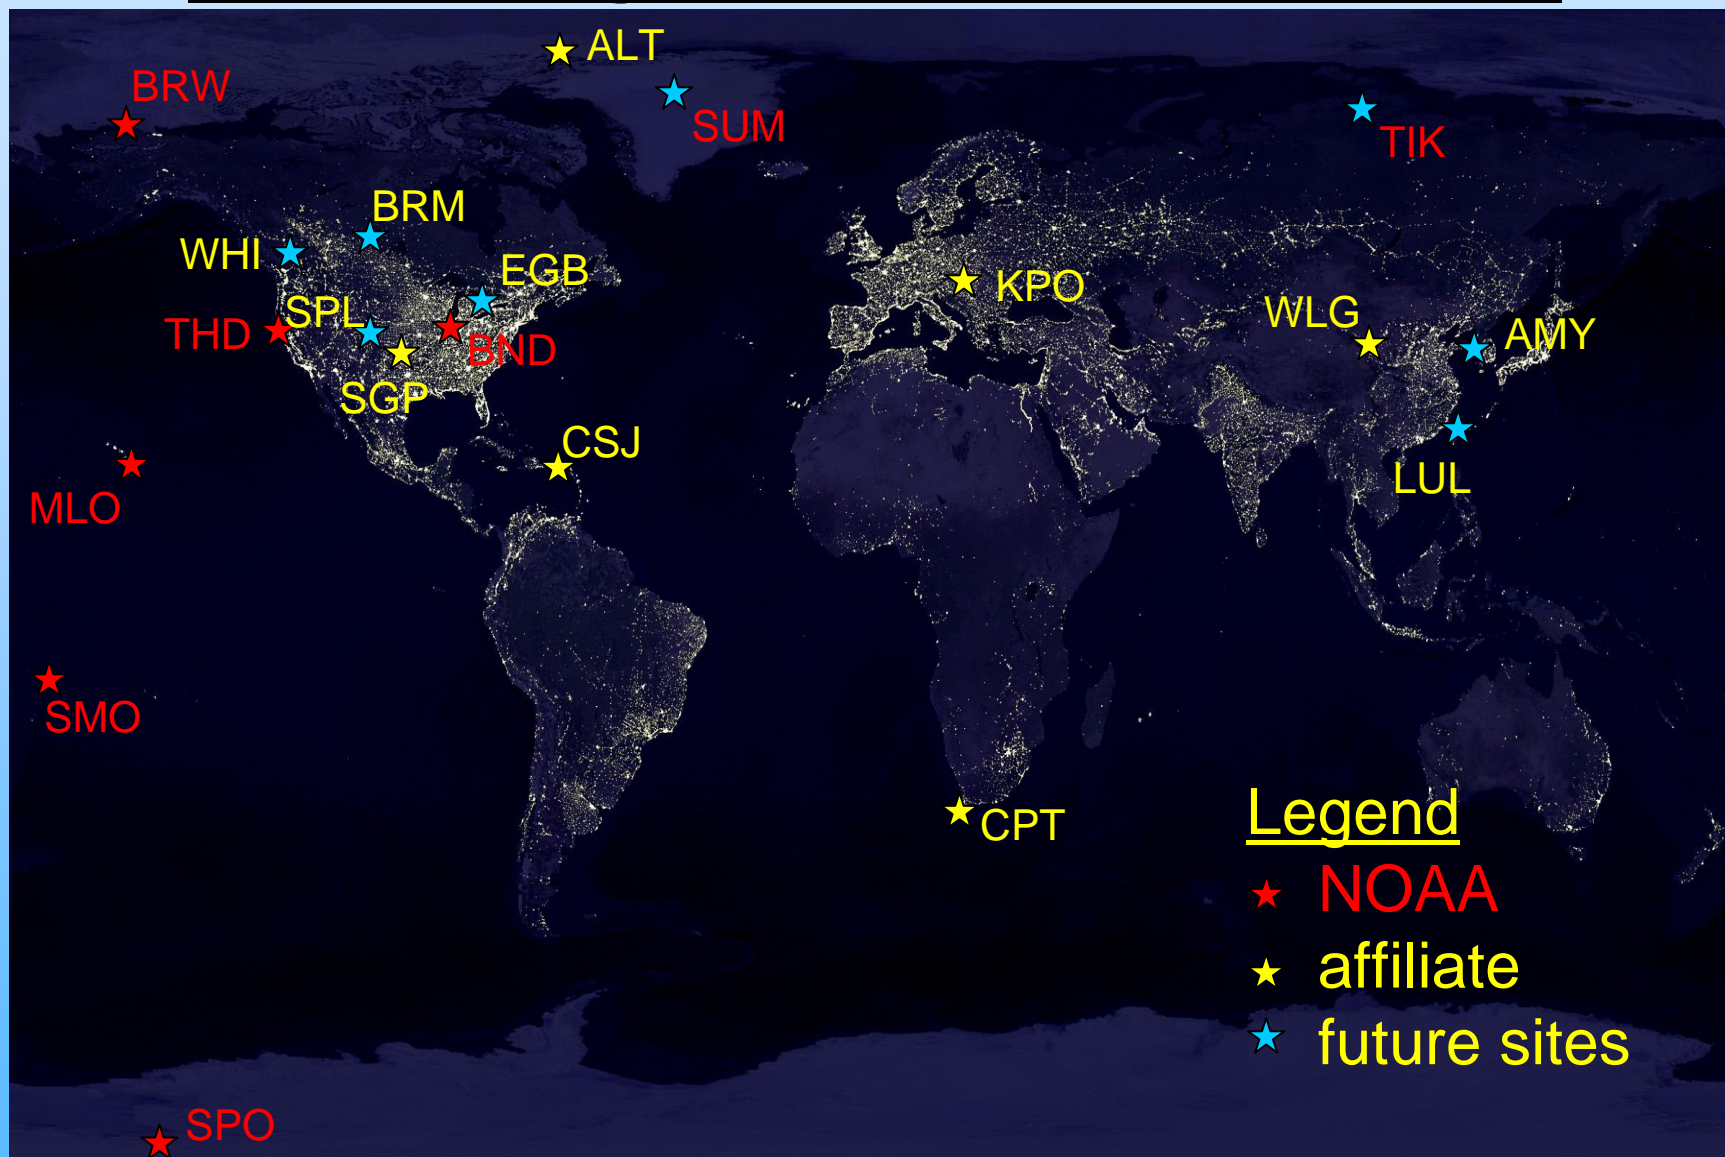 ALT
BRW
SUM
TIK
BRM
WHI
EGB
KPO
SPL
WLG
AMY
THD
BND
SGP
CSJ
LUL
MLO
SMO
CPT
Legend
NOAA
affiliate
future sites
SPO